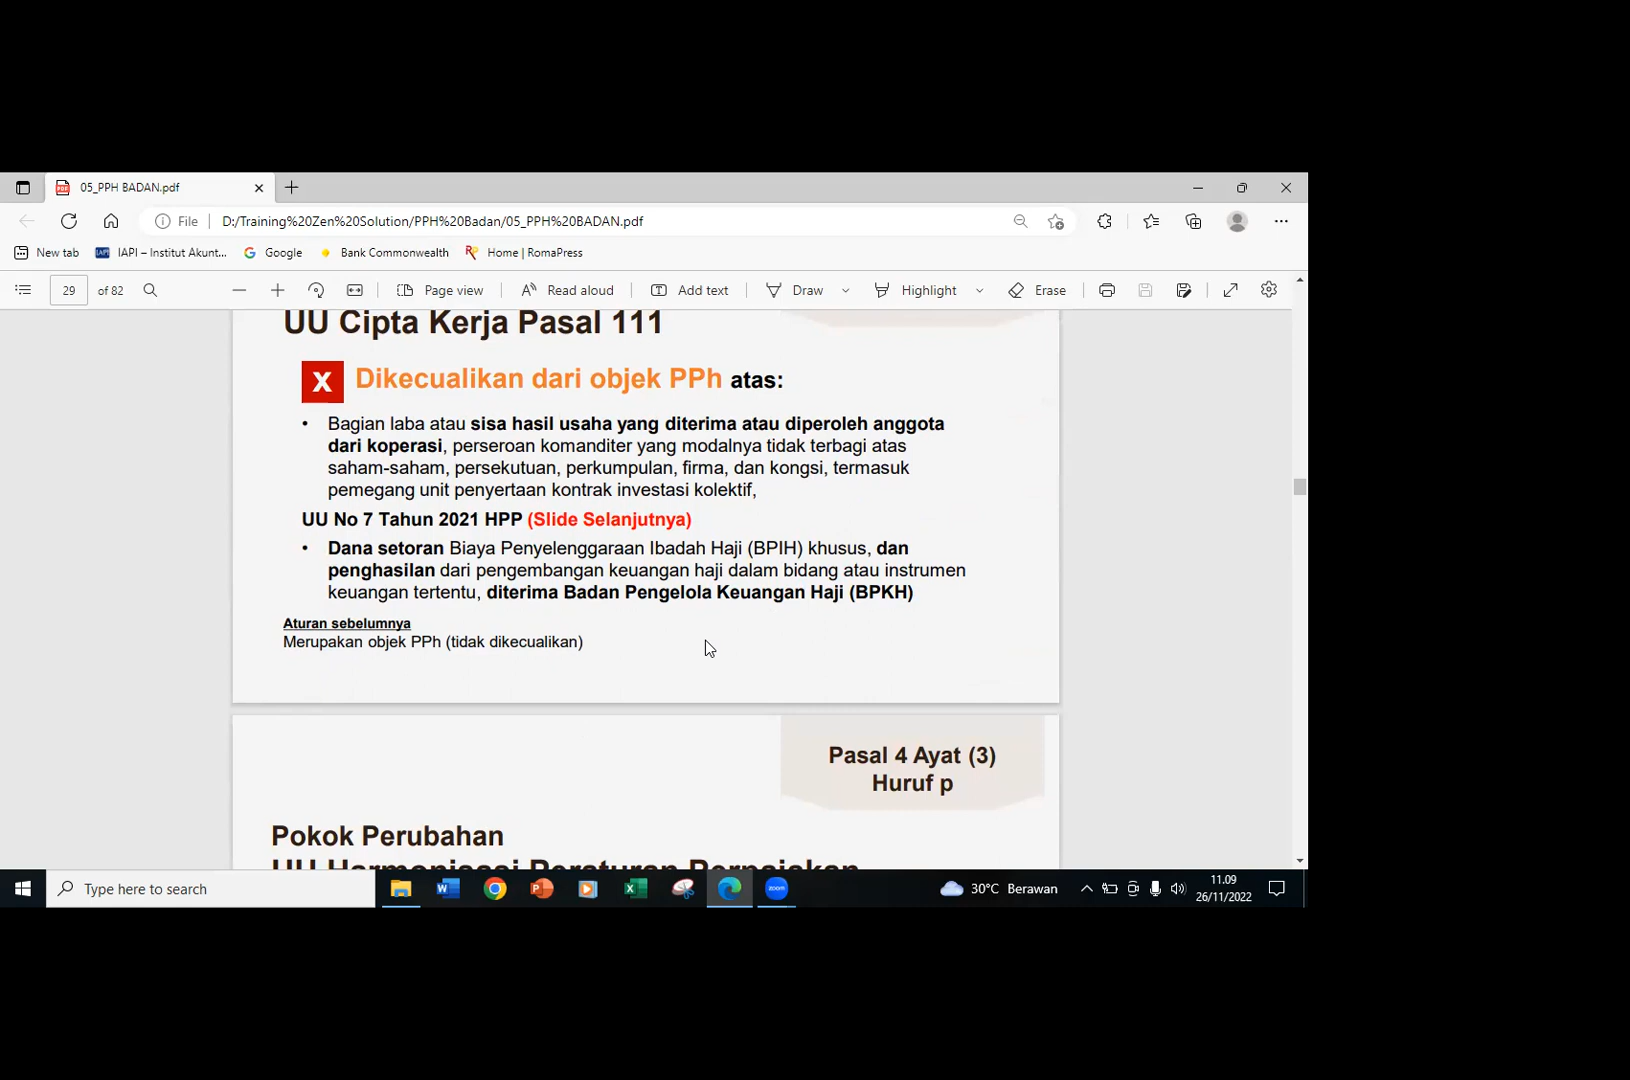 05_PPH BADAN.pdf
File D:/Training%20Zen%20Solution/PPH%20Badan/05_PPH%20BADAN.pdf
New tab IAPI – Institut Akunt... Google Bank Commonwealth Home | RomaPress
29 of 82 Page view Read aloud Add text Draw Highlight Erase
UU Cipta Kerja Pasal 111
X Dikecualikan dari objek PPh atas:
• Bagian laba atau sisa hasil usaha yang diterima atau diperoleh anggota
dari koperasi, perseroan komanditer yang modalnya tidak terbagi atas
saham-saham, persekutuan, perkumpulan, firma, dan kongsi, termasuk
pemegang unit penyertaan kontrak investasi kolektif,
UU No 7 Tahun 2021 HPP (Slide Selanjutnya)
• Dana setoran Biaya Penyelenggaraan Ibadah Haji (BPIH) khusus, dan
penghasilan dari pengembangan keuangan haji dalam bidang atau instrumen
keuangan tertentu, diterima Badan Pengelola Keuangan Haji (BPKH)
Aturan sebelumnya
Merupakan objek PPh (tidak dikecualikan)
Pasal 4 Ayat (3)
Huruf p
Pokok Perubahan
UU Harmonisasi Peraturan Perpajakan
Type here to search
30°C Berawan
11.09
26/11/2022